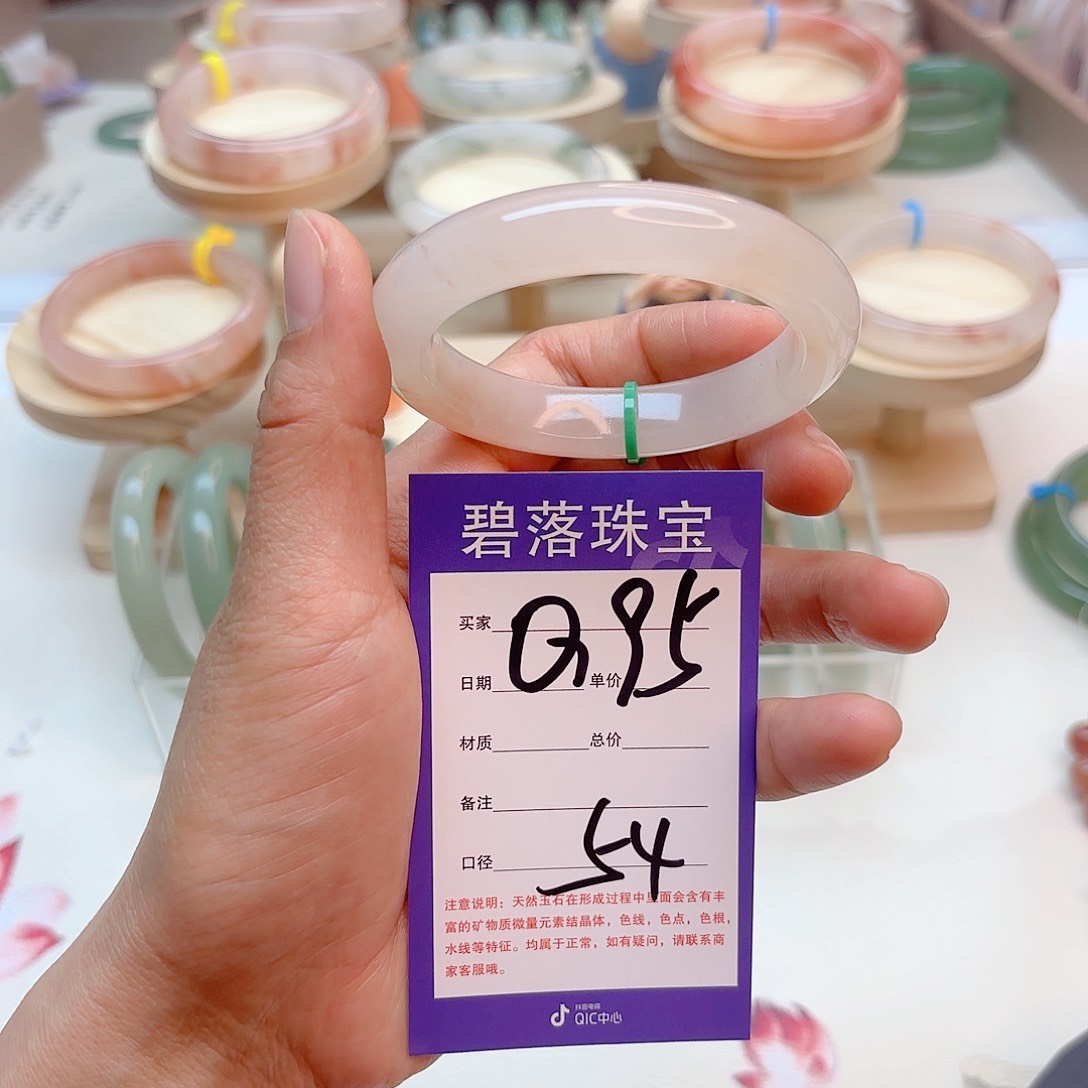 碧落珠宝
买家
日期 单价
Q195
材质 总价
备注
口径 54
注意说明：天然玉石在形成过程中里面会含有丰
富的矿物质微量元素结晶体，色线，色点，色根，
水线等特征。均属于正常，如有疑问，请联系商
家客服哦。
抖音电商
QIC中心